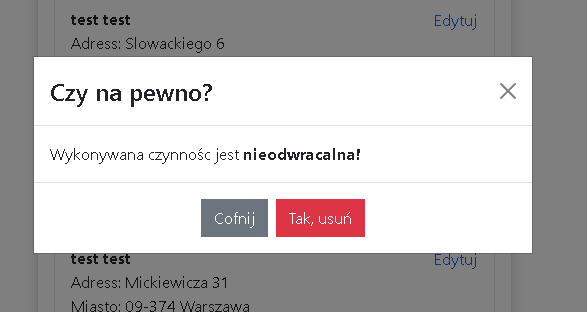 test test
Edytuj
Adress: Slowackiego 6
Czy na pewno?
Wykonywana czynnośc jest nieodwracalna!
Cofnij
Tak, usuń
test test
Edytuj
Adress: Mickiewicza 31
Miasto: 09-374 Warszawa